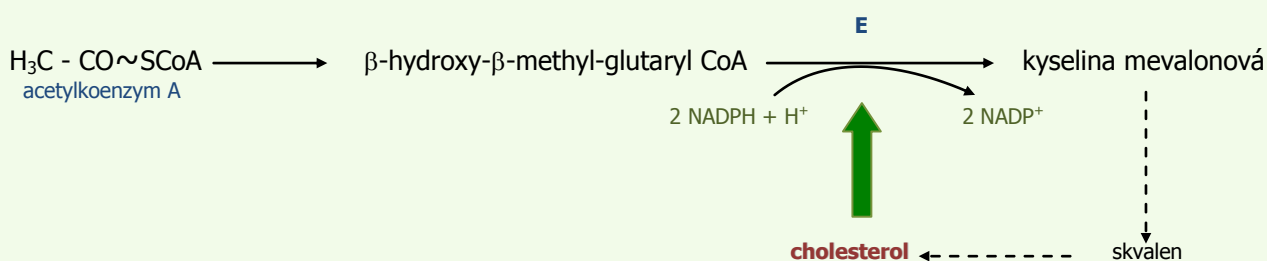 E
H₃C - CO~SCoA
β-hydroxy-β-methyl-glutaryl CoA
kyselina mevalonová
acetylkoenzym A
2 NADPH + H⁺
2 NADP⁺
cholesterol
skvalen